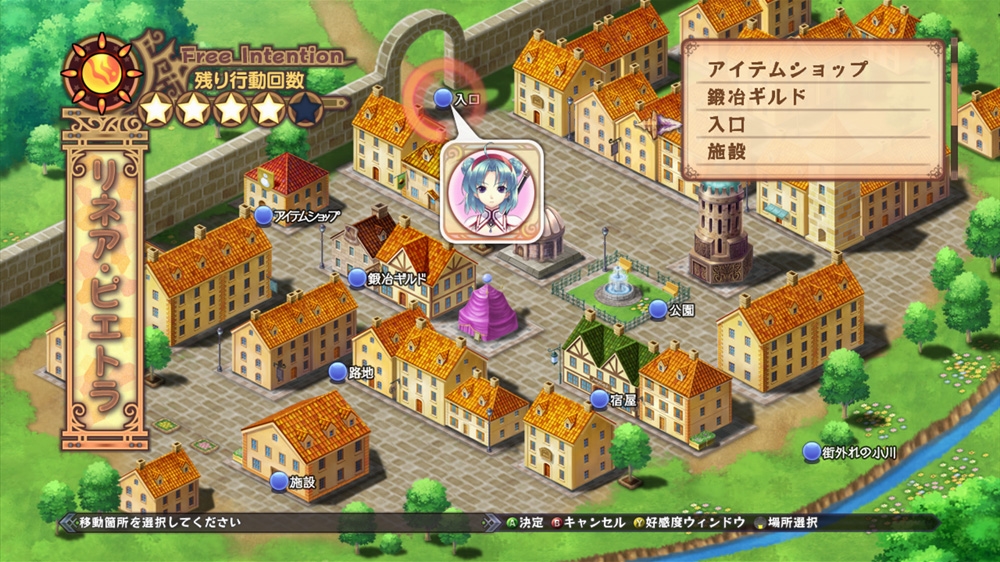 Free Intention
残り行動回数
リネア・ピエトラ
アイテムショップ
鍛冶ギルド
入口
施設
入口
アイテムショップ
鍛冶ギルド
公園
路地
宿屋
街外れの小川
施設
移動箇所を選択してください
A決定 Bキャンセル Y好感度ウィンドウ 場所選択